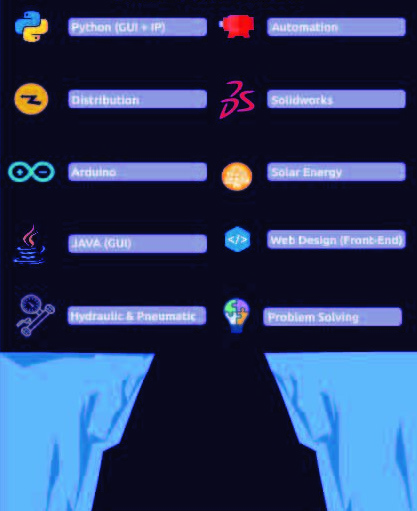 Python (GUI + IP)
Automation
Distribution
Solidworks
Arduino
Solar Energy
JAVA (GUI)
Web Design (Front-End)
Hydraulic & Pneumatic
Problem Solving